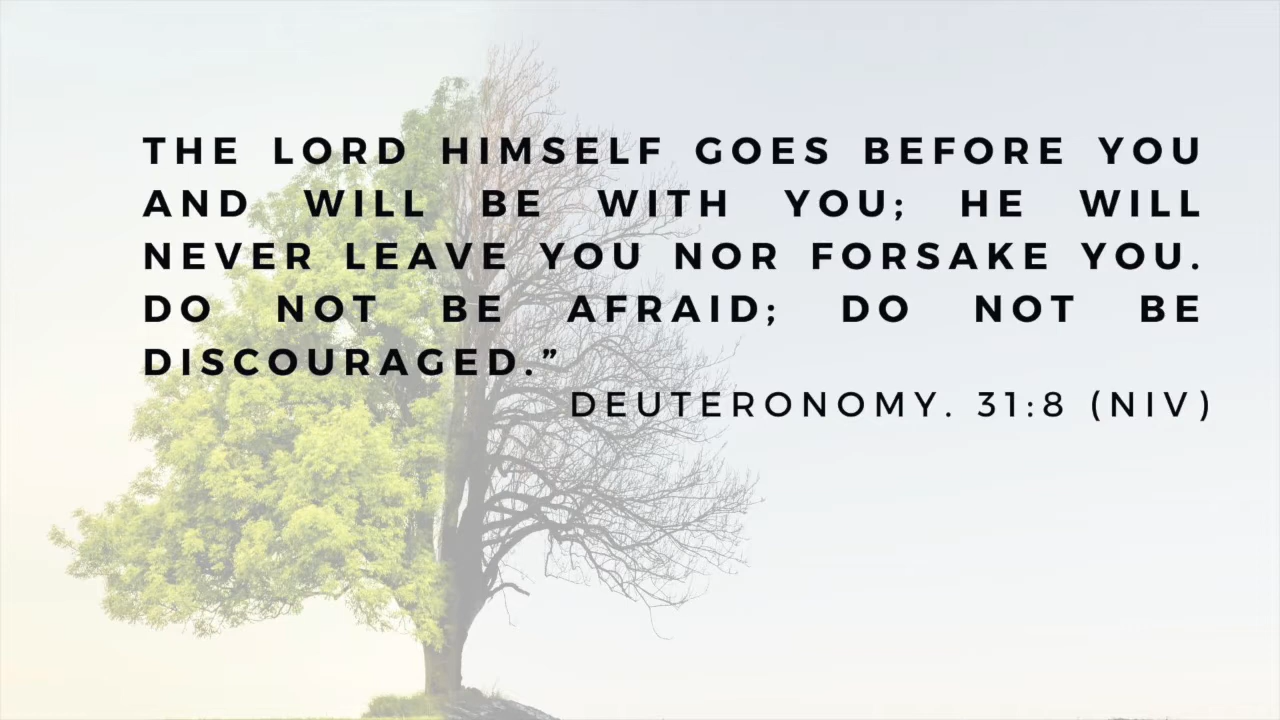 THE LORD HIMSELF GOES BEFORE YOU
AND WILL BE WITH YOU; HE WILL
NEVER LEAVE YOU NOR FORSAKE YOU.
DO NOT BE AFRAID; DO NOT BE
DISCOURAGED.”
DEUTERONOMY. 31:8 (NIV)